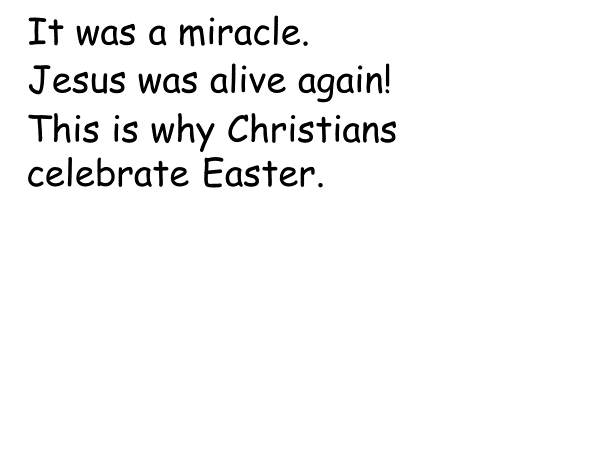 It was a miracle.
Jesus was alive again!
This is why Christians
celebrate Easter.